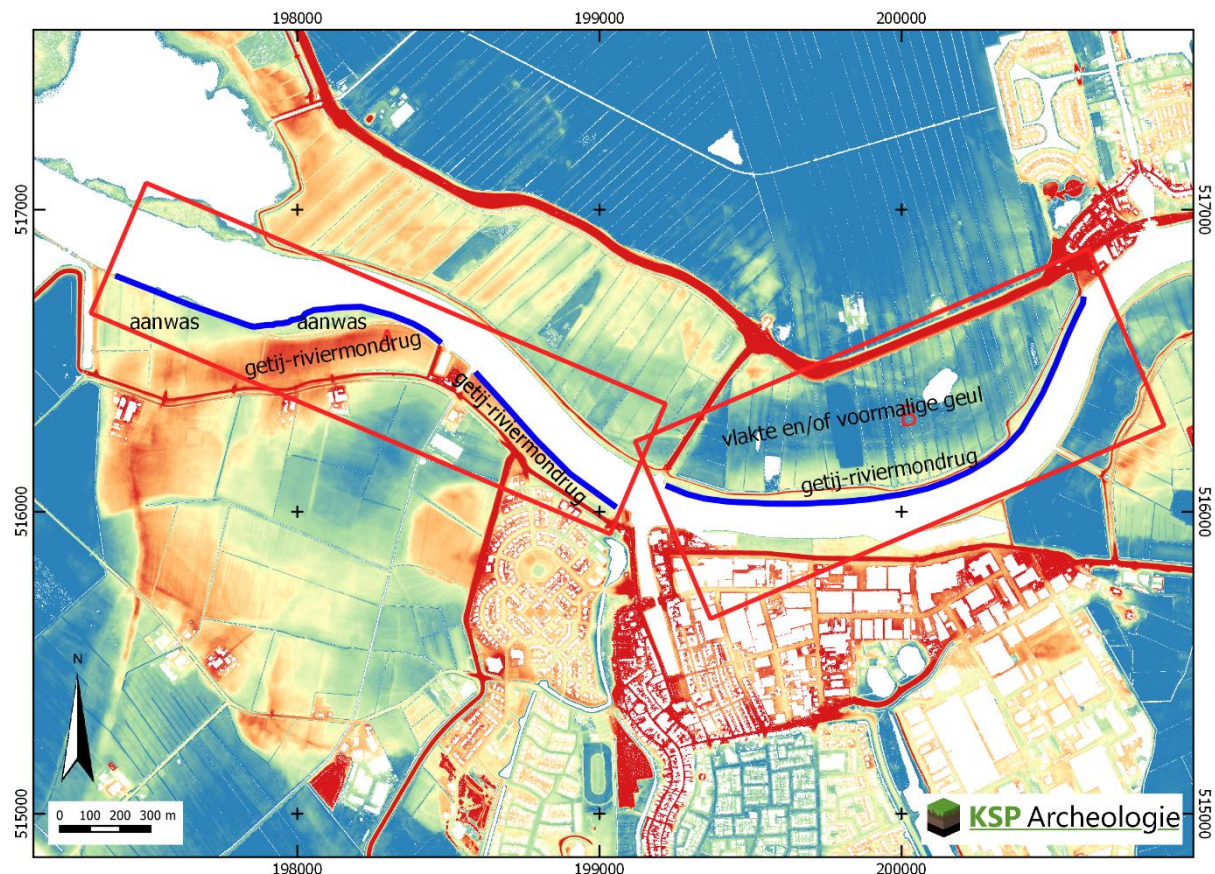 198000
199000
200000
517000
517000
aanwas
aanwas
getij-riviermondrug
getij-riviermondrug
vlakte en/of voormalige geul
B
getij-riviermondrug
516000
516000
N
0 100 200 300 m
KSP Archeologie
515000
515000
198000
199000
200000